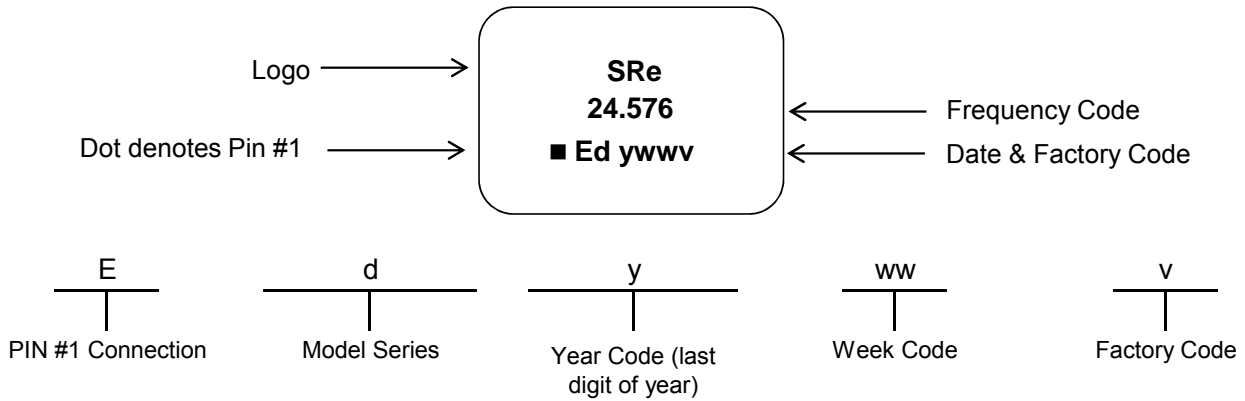 Logo
SRe
24.576
Frequency Code
Dot denotes Pin #1
■ Ed ywwv
Date & Factory Code
E
d
y
ww
v
PIN #1 Connection
Model Series
Year Code (last
digit of year)
Week Code
Factory Code